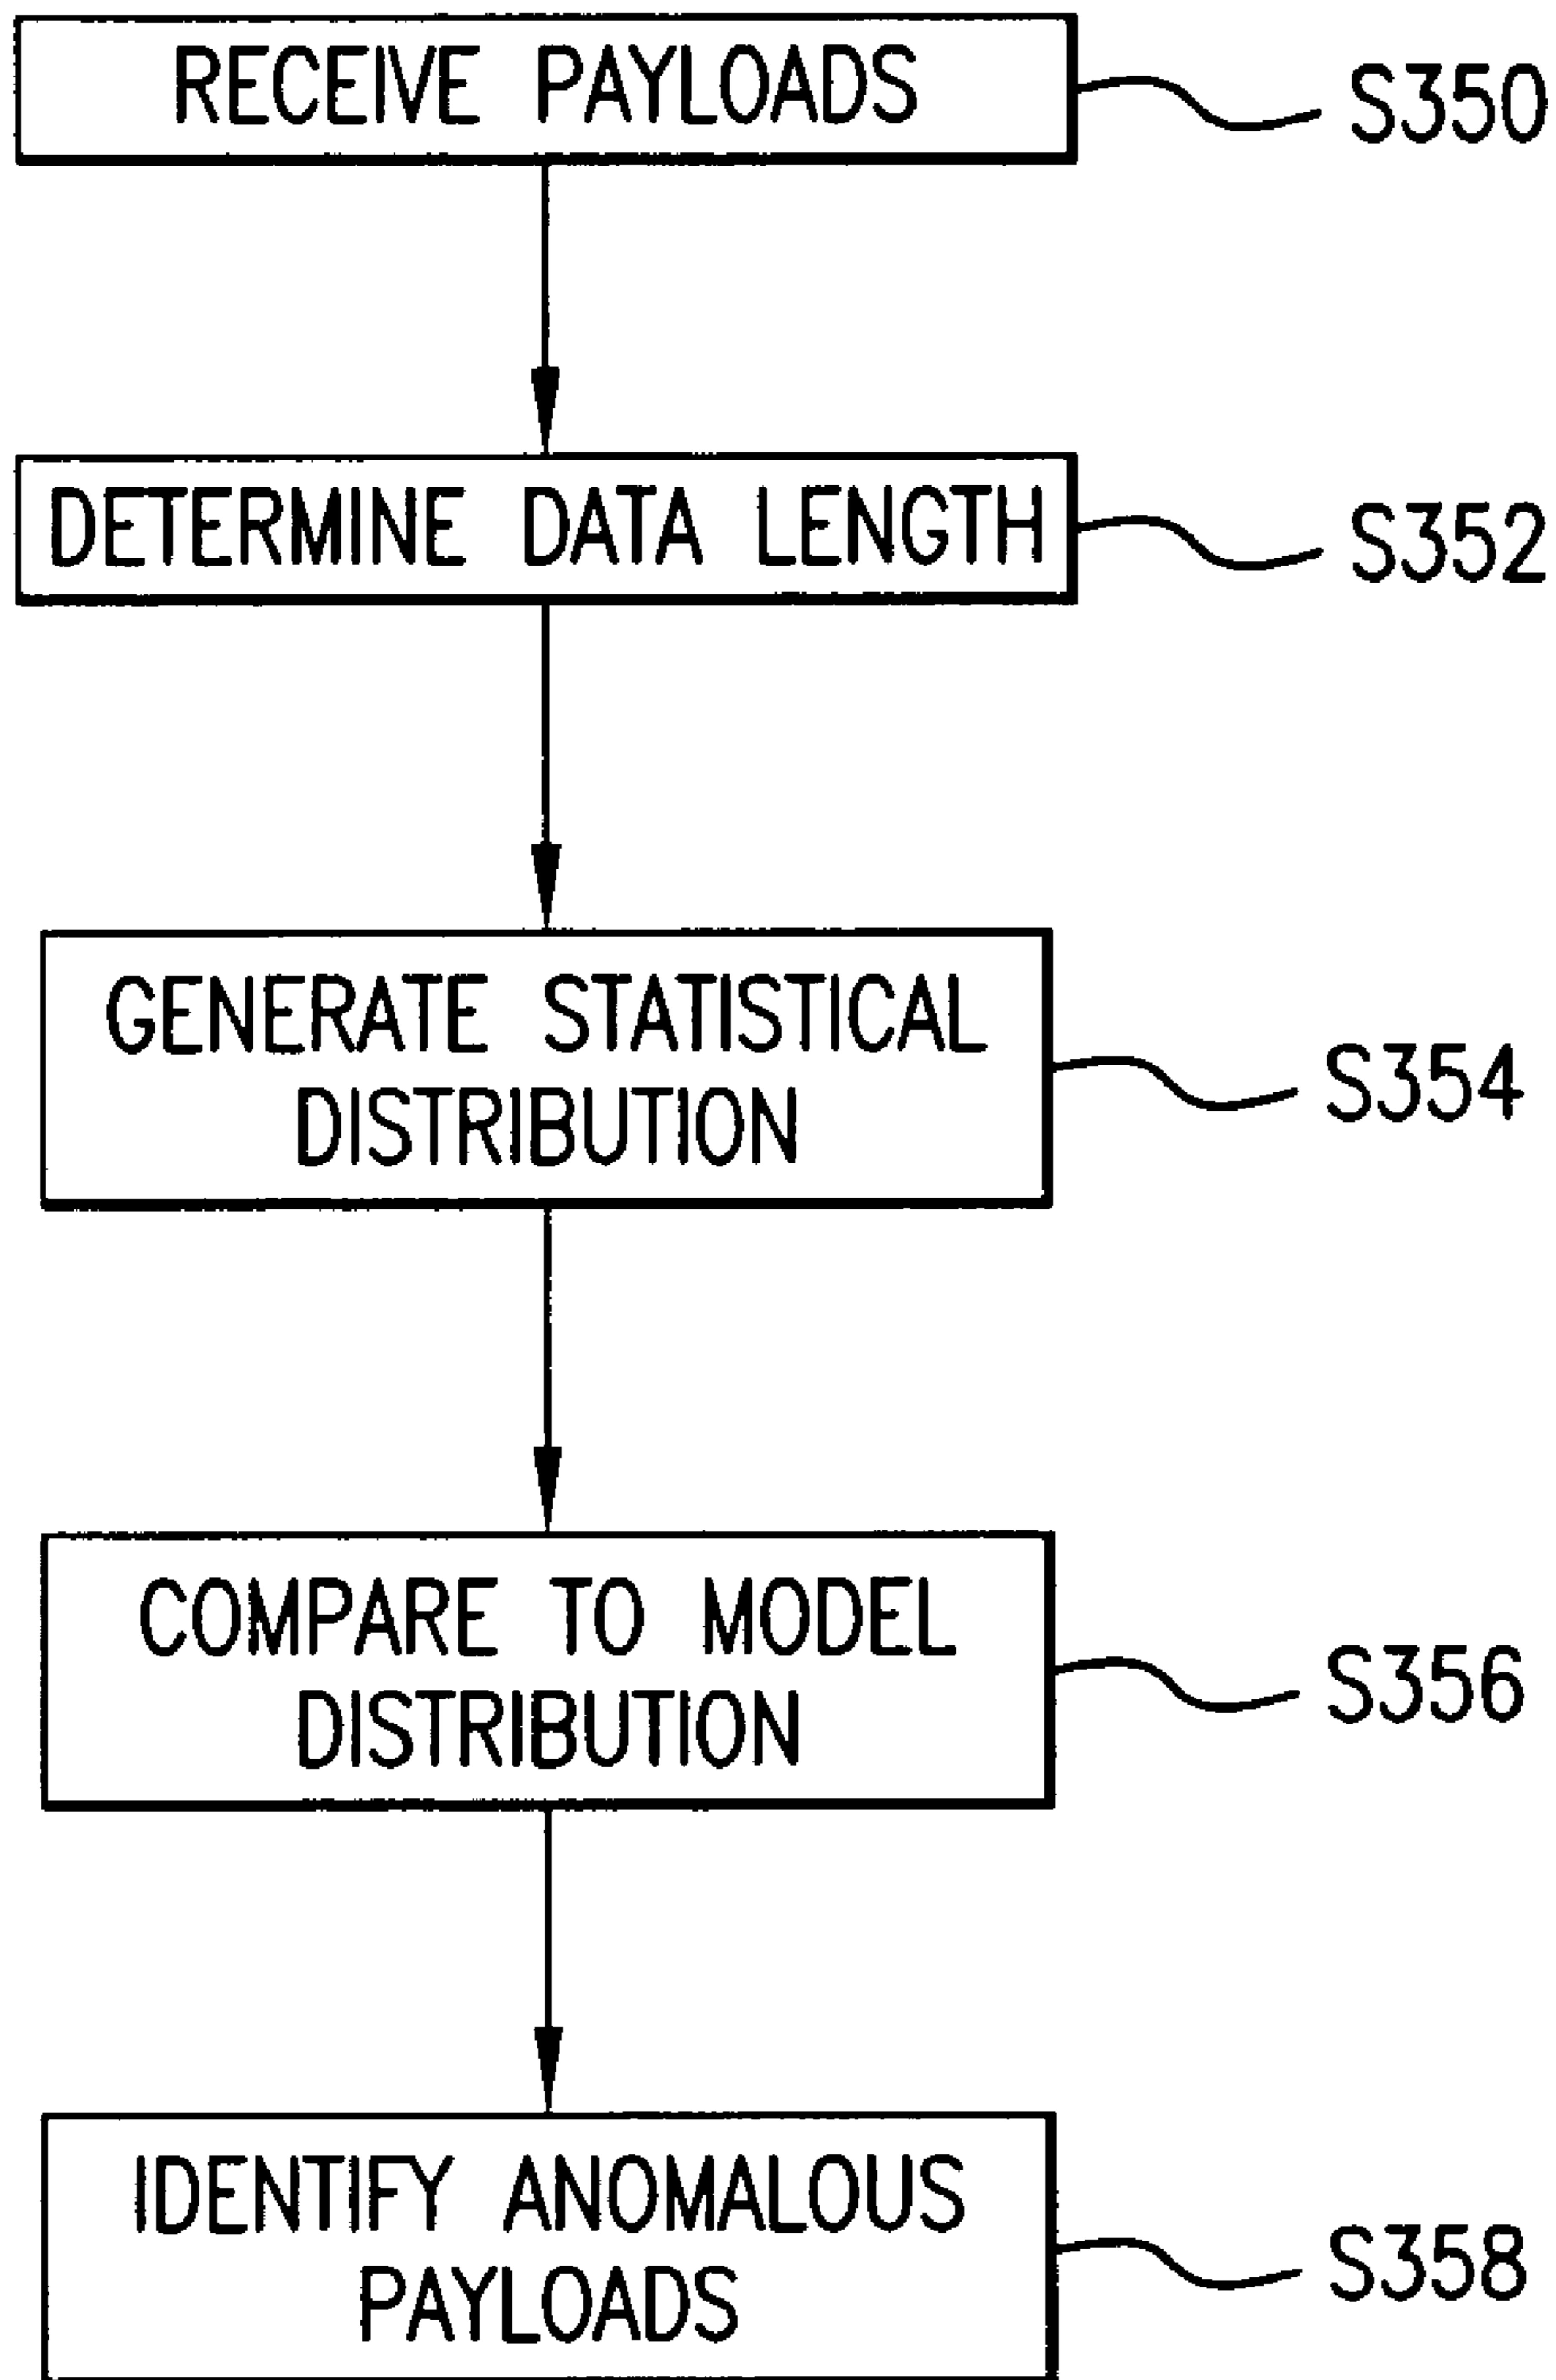 RECEIVE PAYLOADS
S350
DETERMINE DATA LENGTH
S352
GENERATE STATISTICAL
DISTRIBUTION
S354
COMPARE TO MODEL
DISTRIBUTION
S356
IDENTIFY ANOMALOUS
PAYLOADS
S358